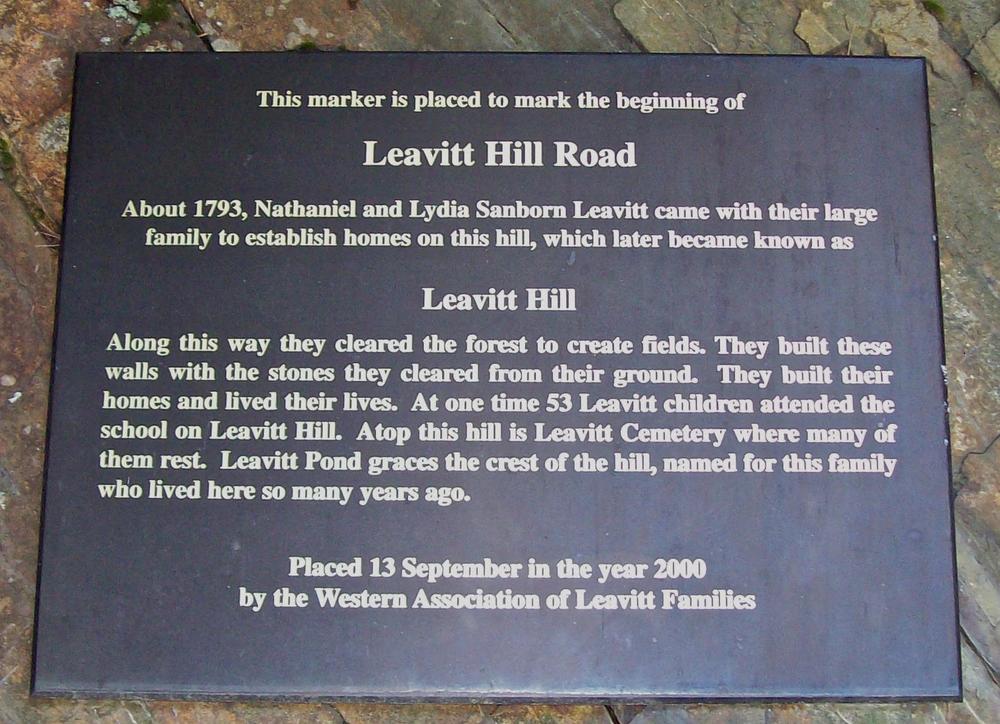 This marker is placed to mark the beginning of
Leavitt Hill Road
About 1793, Nathaniel and Lydia Sanborn Leavitt came with their large
family to establish homes on this hill, which later became known as
Leavitt Hill
Along this way they cleared the forest to create fields. They built these
walls with the stones they cleared from their ground. They built their
homes and lived their lives. At one time 53 Leavitt children attended the
school on Leavitt Hill. Atop this hill is Leavitt Cemetery where many of
them rest. Leavitt Pond graces the crest of the hill, named for this family
who lived here so many years ago.
Placed 13 September in the year 2000
by the Western Association of Leavitt Families